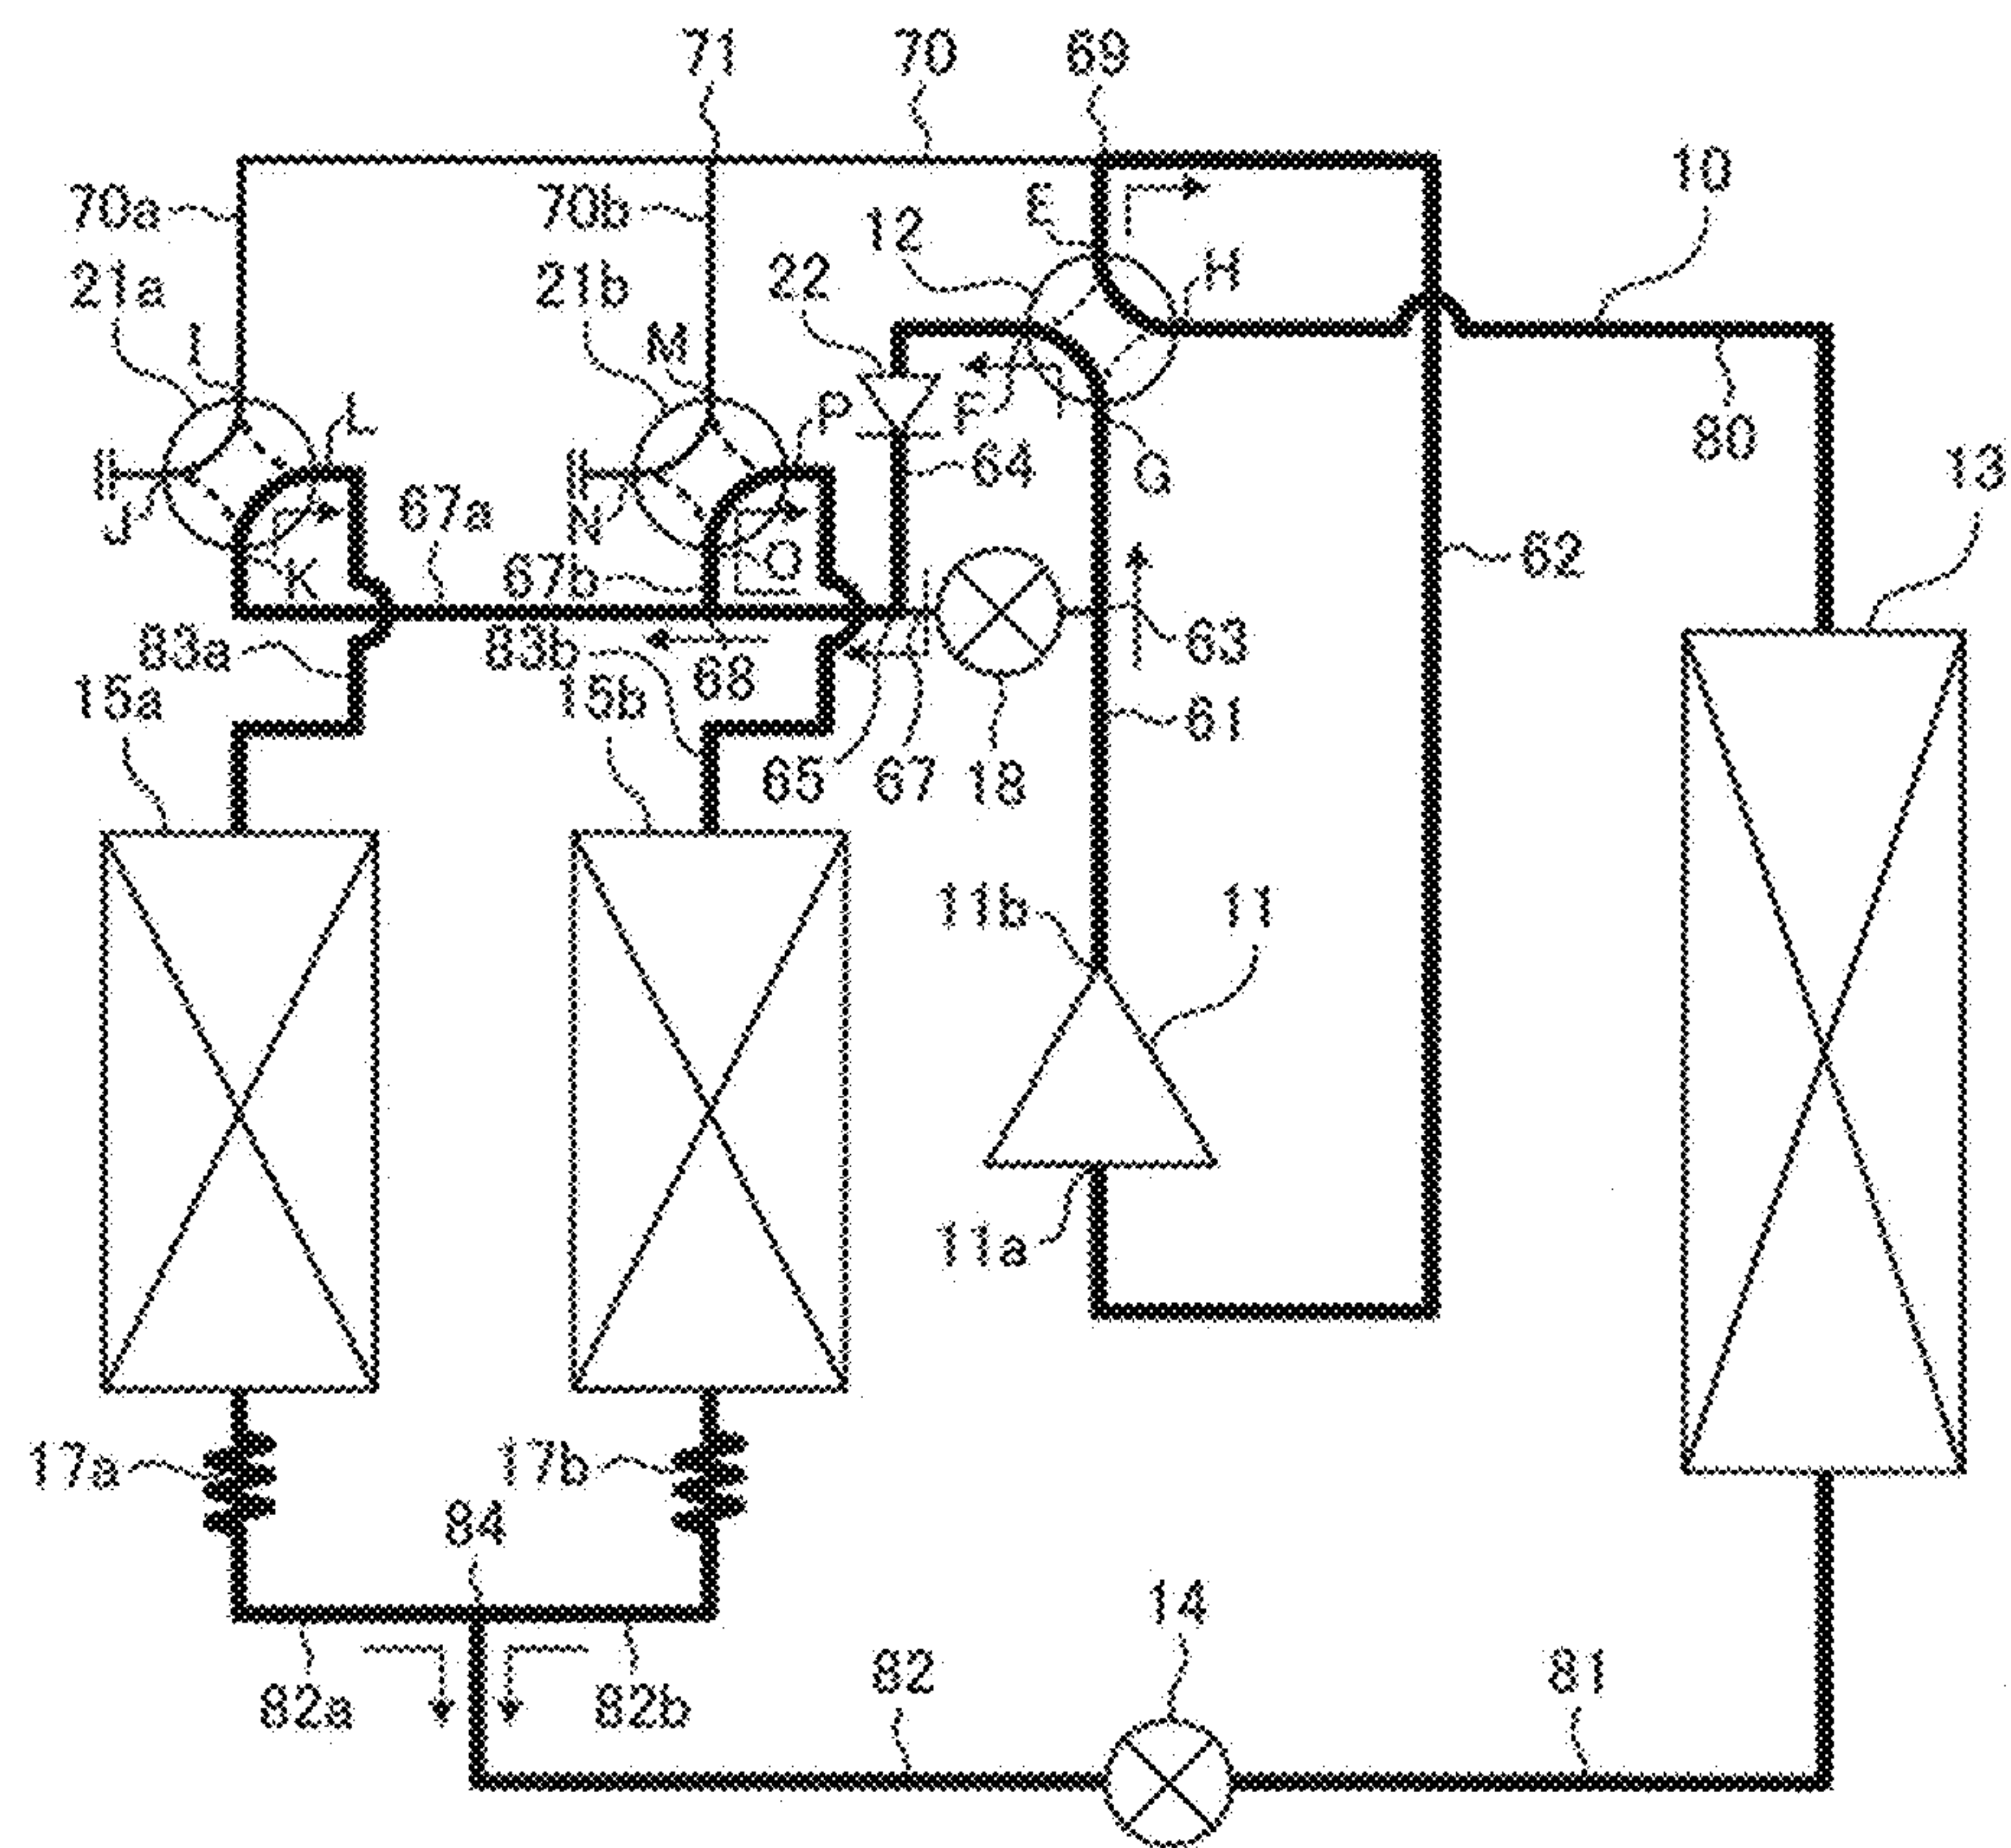 71 70 69
10
70a 70b 12 E
21a 21b 22 H
I M
L P F 64 G 80 13
J 67a N
K 67b O 62
83a 83b 68 63
15a 15b 61
65 67 18
11b 11
11a
17a 17b
84
14
82a 82b 82 81